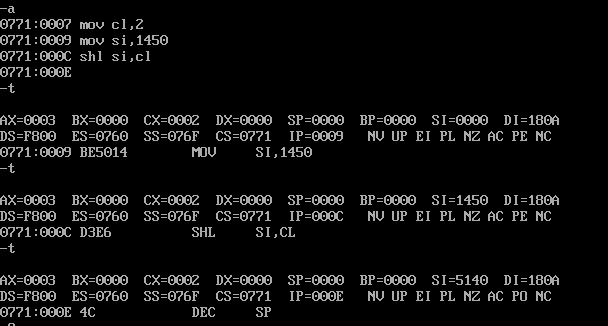 -a
0771:0007 mov cl,2
0771:0009 mov si,1450
0771:000C shl si,cl
0771:000E
-t
AX=0003 BX=0000 CX=0002 DX=0000 SP=0000 BP=0000 SI=0000 DI=180A
DS=F800 ES=0760 SS=076F CS=0771 IP=0009 NV UP EI PL NZ AC PE NC
0771:0009 BE5014 MOV SI,1450
-t
AX=0003 BX=0000 CX=0002 DX=0000 SP=0000 BP=0000 SI=1450 DI=180A
DS=F800 ES=0760 SS=076F CS=0771 IP=000C NV UP EI PL NZ AC PE NC
0771:000C D3E6 SHL SI,CL
-t
AX=0003 BX=0000 CX=0002 DX=0000 SP=0000 BP=0000 SI=5140 DI=180A
DS=F800 ES=0760 SS=076F CS=0771 IP=000E NV UP EI PL NZ AC PO NC
0771:000E 4C DEC SP